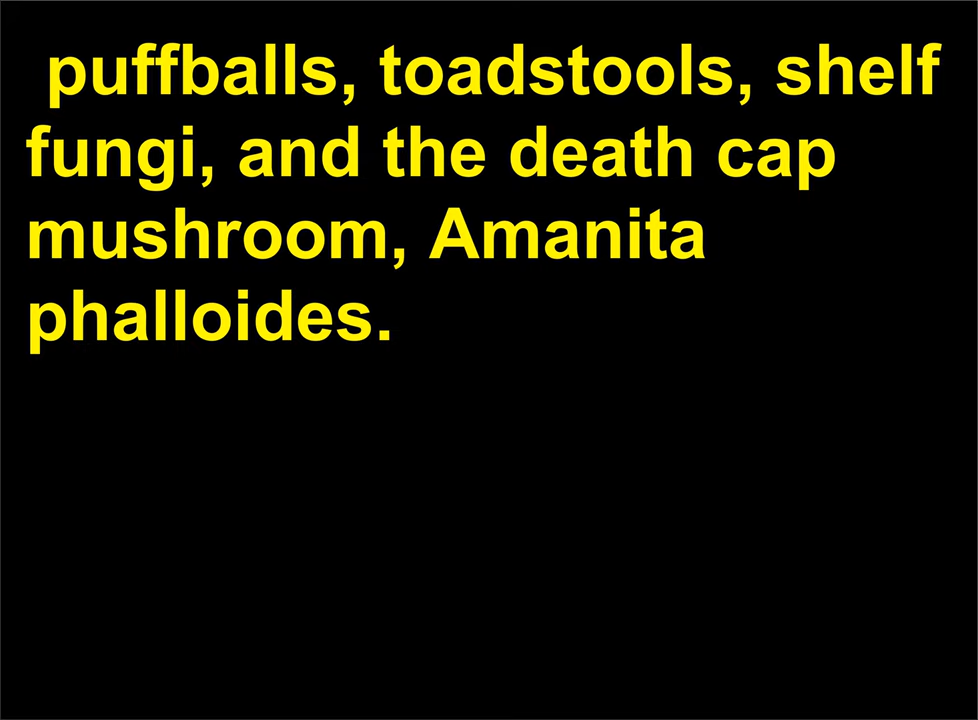 puffballs, toadstools, shelf
fungi, and the death cap
mushroom, Amanita
phalloides.